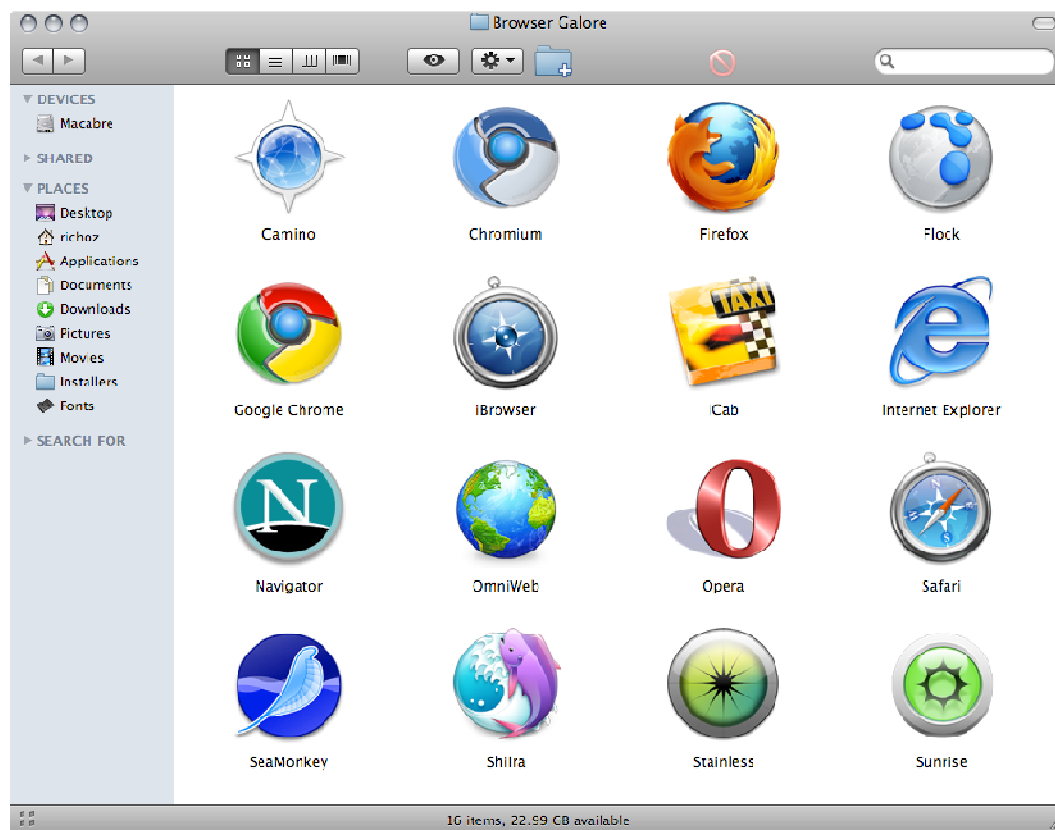 Browser Galore
DEVICES
Macabre
SHARED
PLACES
Desktop
richoz
Applications
Documents
Downloads
Pictures
Movies
Installers
Fonts
SEARCH FOR
Camino Chromium Firefox Flock
TAXI
Google Chrome iBrowser iCab Internet Explorer
N
N
W
S
Navigator OmniWeb Opera Safari
SeaMonkey Shiira Stainless Sunrise
16 items, 22.99 GB available